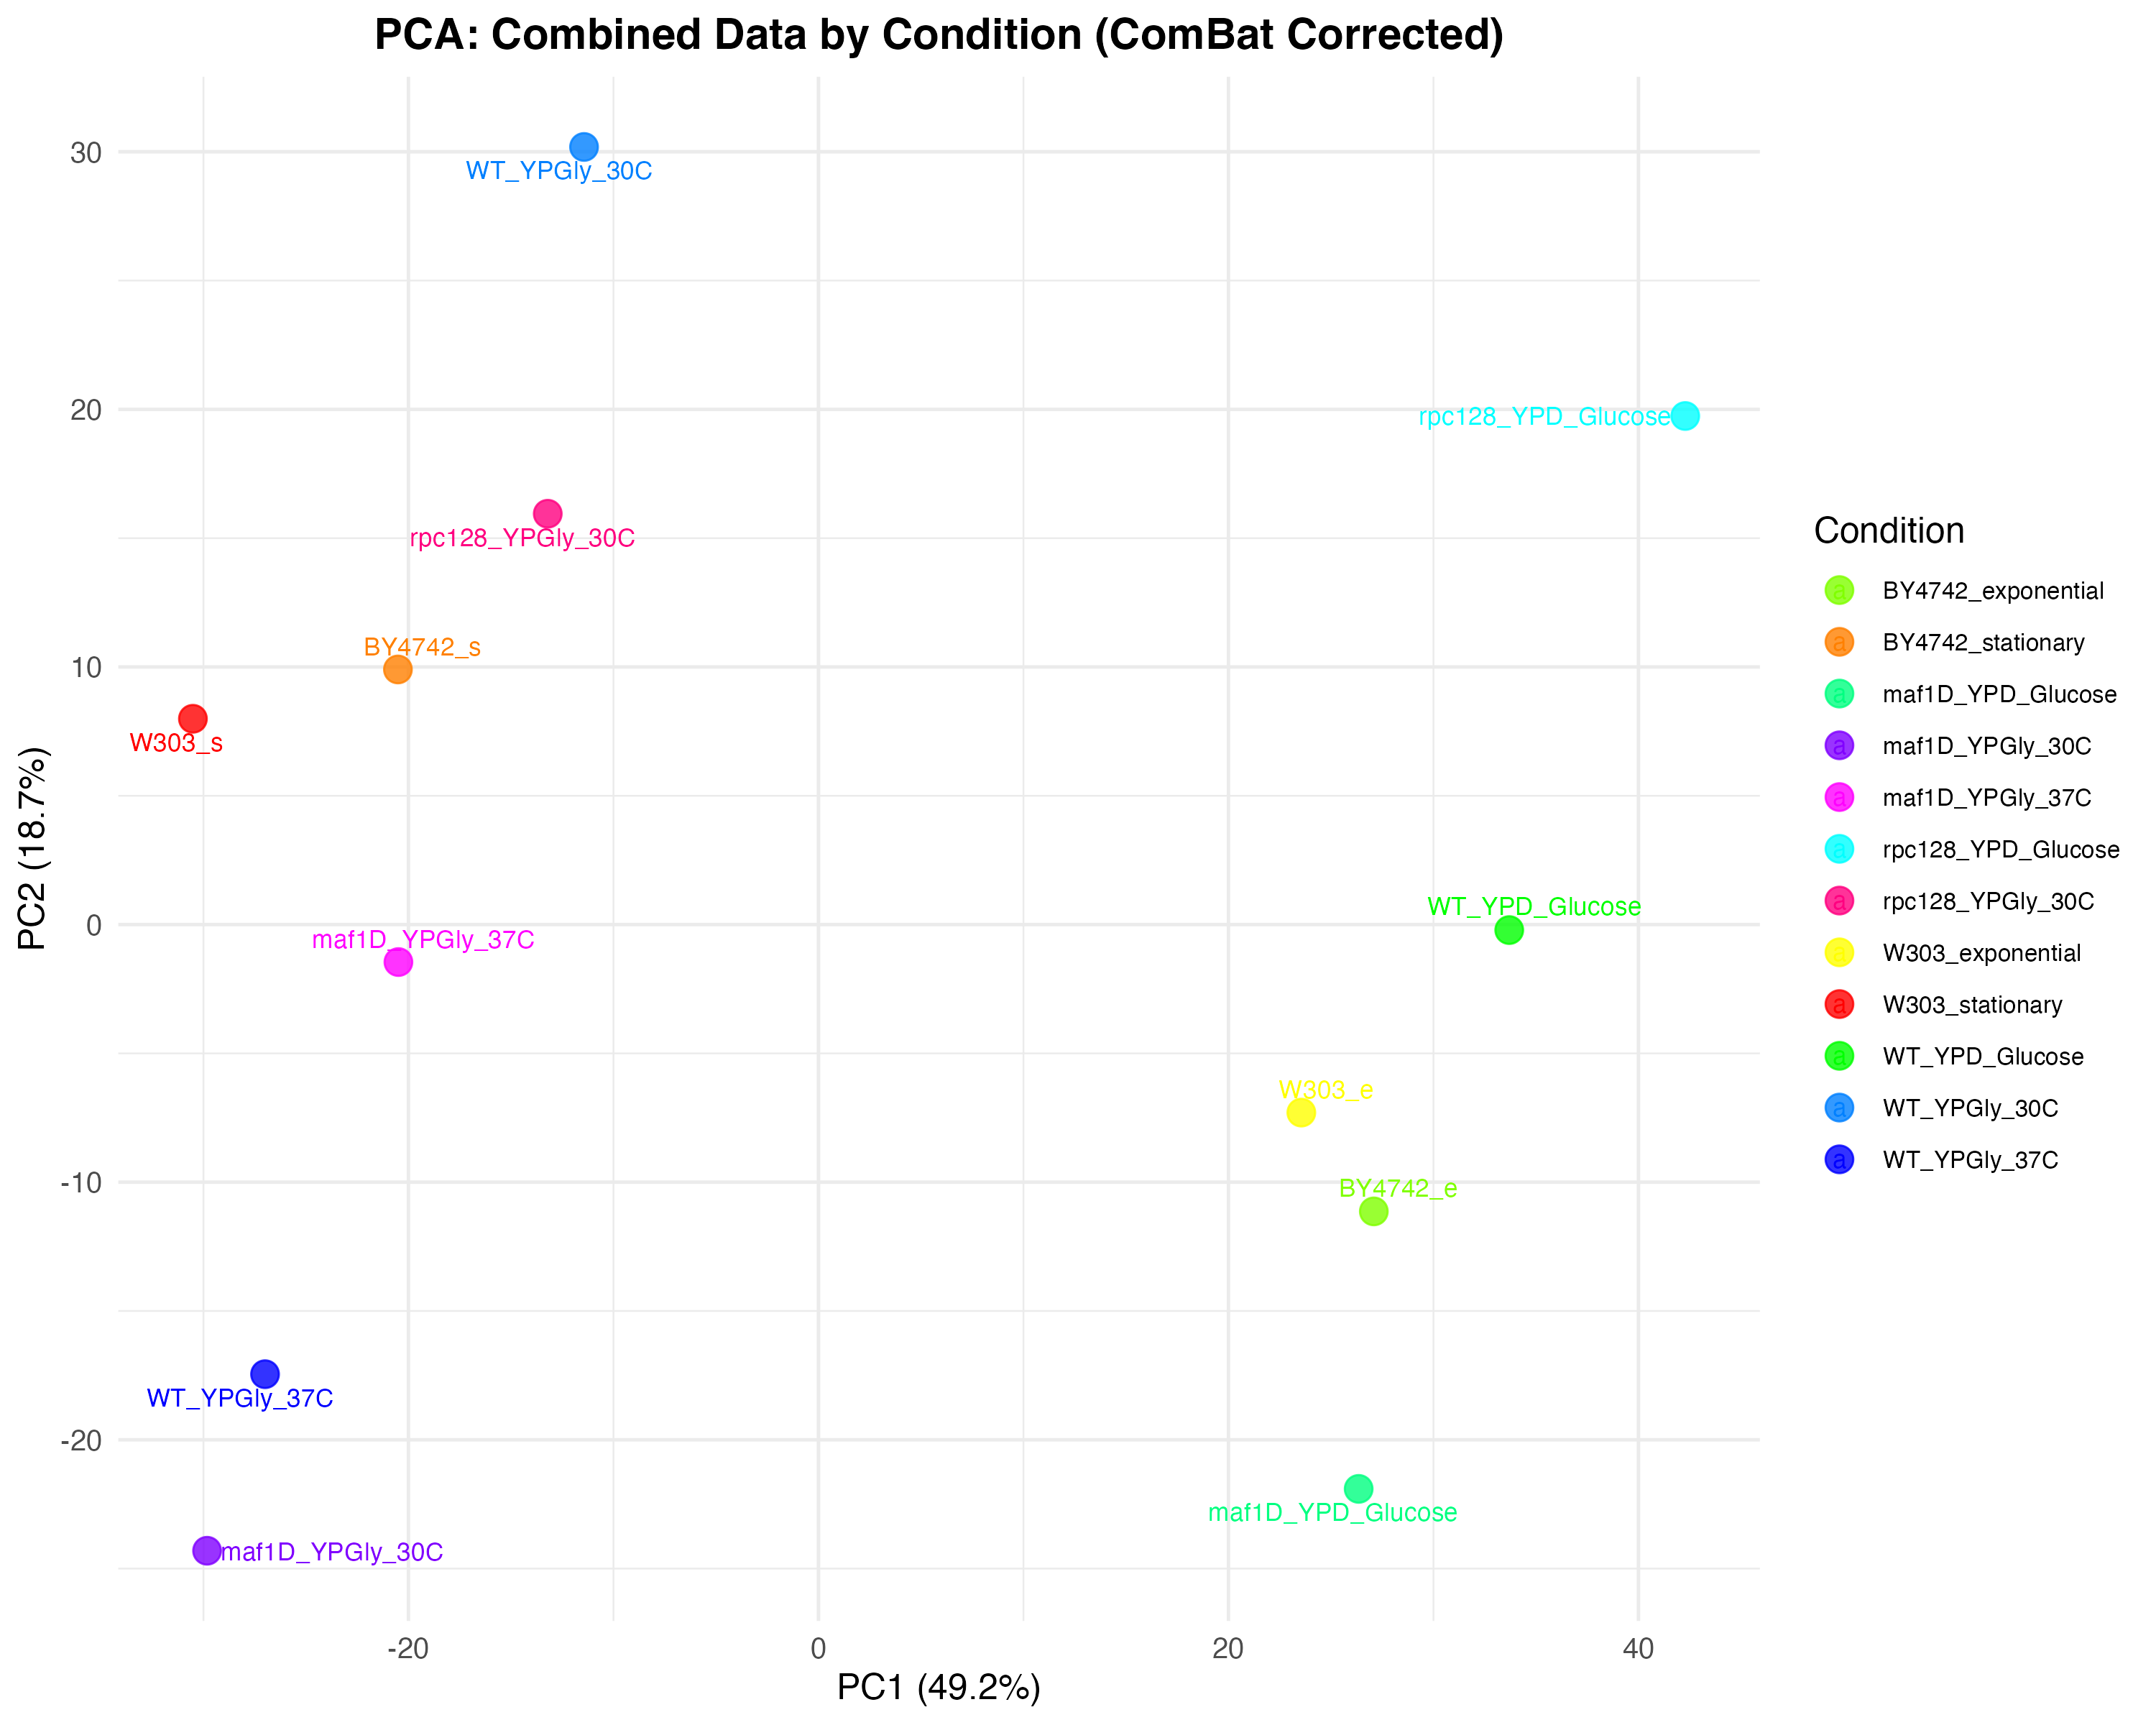 PCA: Combined Data by Condition (ComBat Corrected)
30
WT_YPGly_30C
20
rpc128_YPD_Glucose
rpc128_YPGly_30C
BY4742_s
10
W303_s
WT_YPD_Glucose
0
maf1D_YPGly_37C
W303_e
-10
BY4742_e
WT_YPGly_37C
-20
maf1D_YPD_Glucose
maf1D_YPGly_30C
-20
0
20
40
PC1 (49.2%)
PC2 (18.7%)
Condition
a BY4742_exponential
a BY4742_stationary
a maf1D_YPD_Glucose
a maf1D_YPGly_30C
a maf1D_YPGly_37C
a rpc128_YPD_Glucose
a rpc128_YPGly_30C
a W303_exponential
a W303_stationary
a WT_YPD_Glucose
a WT_YPGly_30C
a WT_YPGly_37C